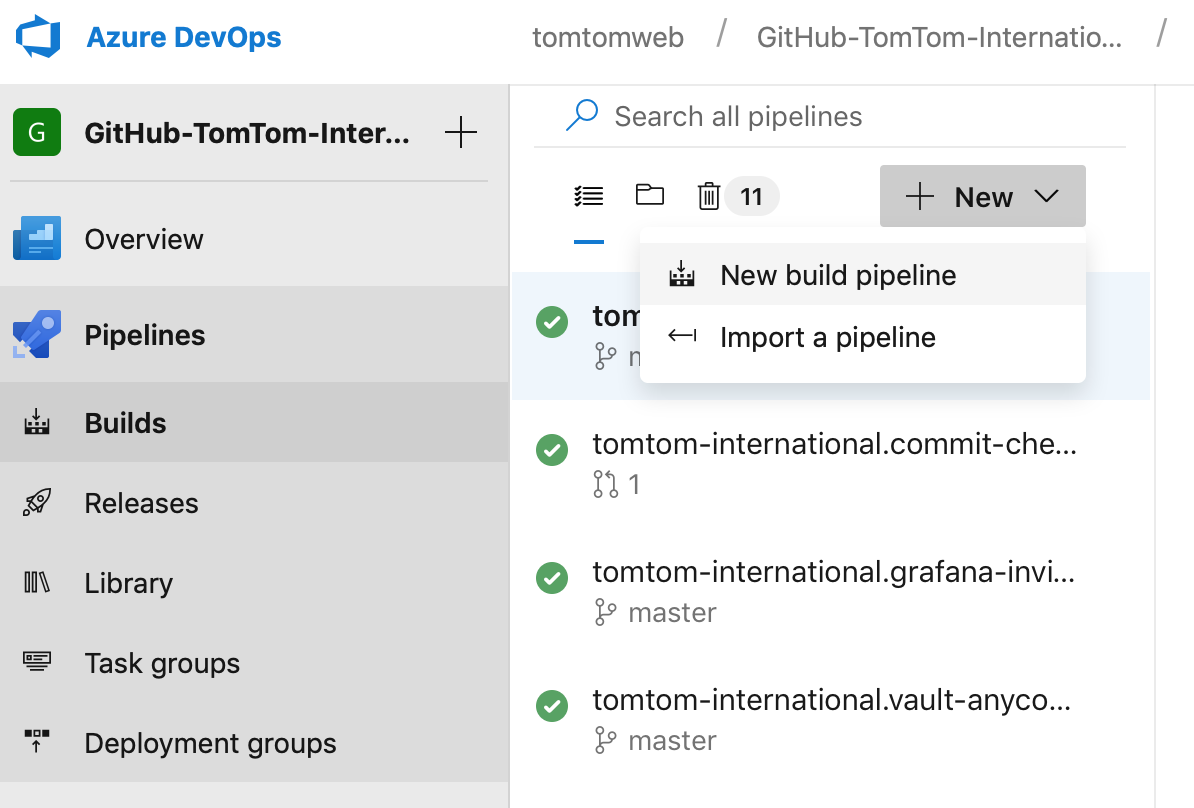 Azure DevOps
tomtomweb / GitHub-TomTom-Internatio... /
G GitHub-TomTom-Inter... +
Overview
Pipelines
Builds
Releases
Library
Task groups
Deployment groups
Search all pipelines
11
+ New
New build pipeline
Import a pipeline
tomtom-international.commit-che...
1
tomtom-international.grafana-invi...
master
tomtom-international.vault-anyco...
master